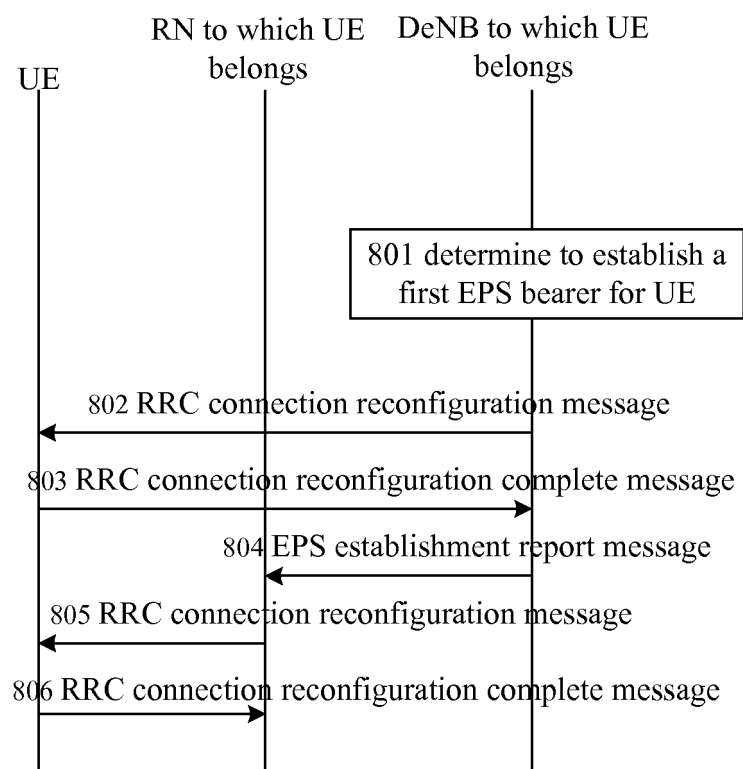 UE
RN to which UE
belongs
DeNB to which UE
belongs
801 determine to establish a
first EPS bearer for UE
802 RRC connection reconfiguration message
803 RRC connection reconfiguration complete message
804 EPS establishment report message
805 RRC connection reconfiguration message
806 RRC connection reconfiguration complete message